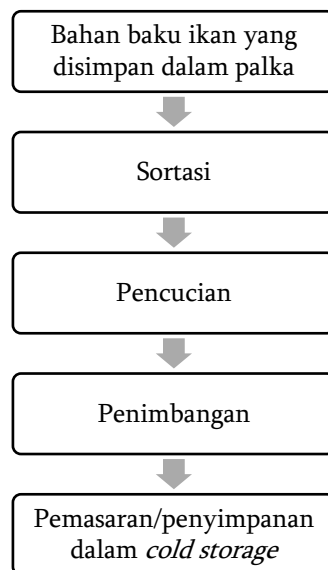 Bahan baku ikan yang
disimpan dalam palka
Sortasi
Pencucian
Penimbangan
Pemasaran/penyimpanan
dalam cold storage